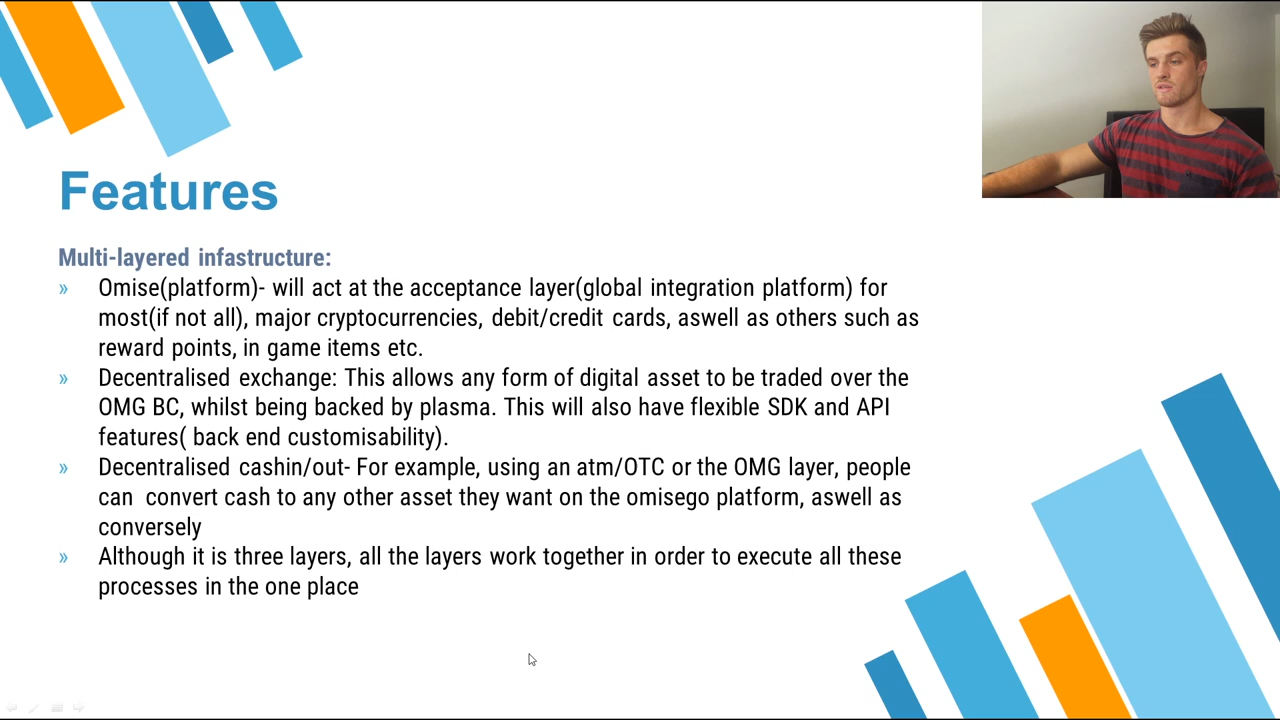 Features
Multi-layered infastructure:
» Omise(platform)- will act at the acceptance layer(global integration platform) for
most(if not all), major cryptocurrencies, debit/credit cards, aswell as others such as
reward points, in game items etc.
» Decentralised exchange: This allows any form of digital asset to be traded over the
OMG BC, whilst being backed by plasma. This will also have flexible SDK and API
features( back end customisability).
» Decentralised cashin/out- For example, using an atm/OTC or the OMG layer, people
can convert cash to any other asset they want on the omisego platform, aswell as
conversely
» Although it is three layers, all the layers work together in order to execute all these
processes in the one place